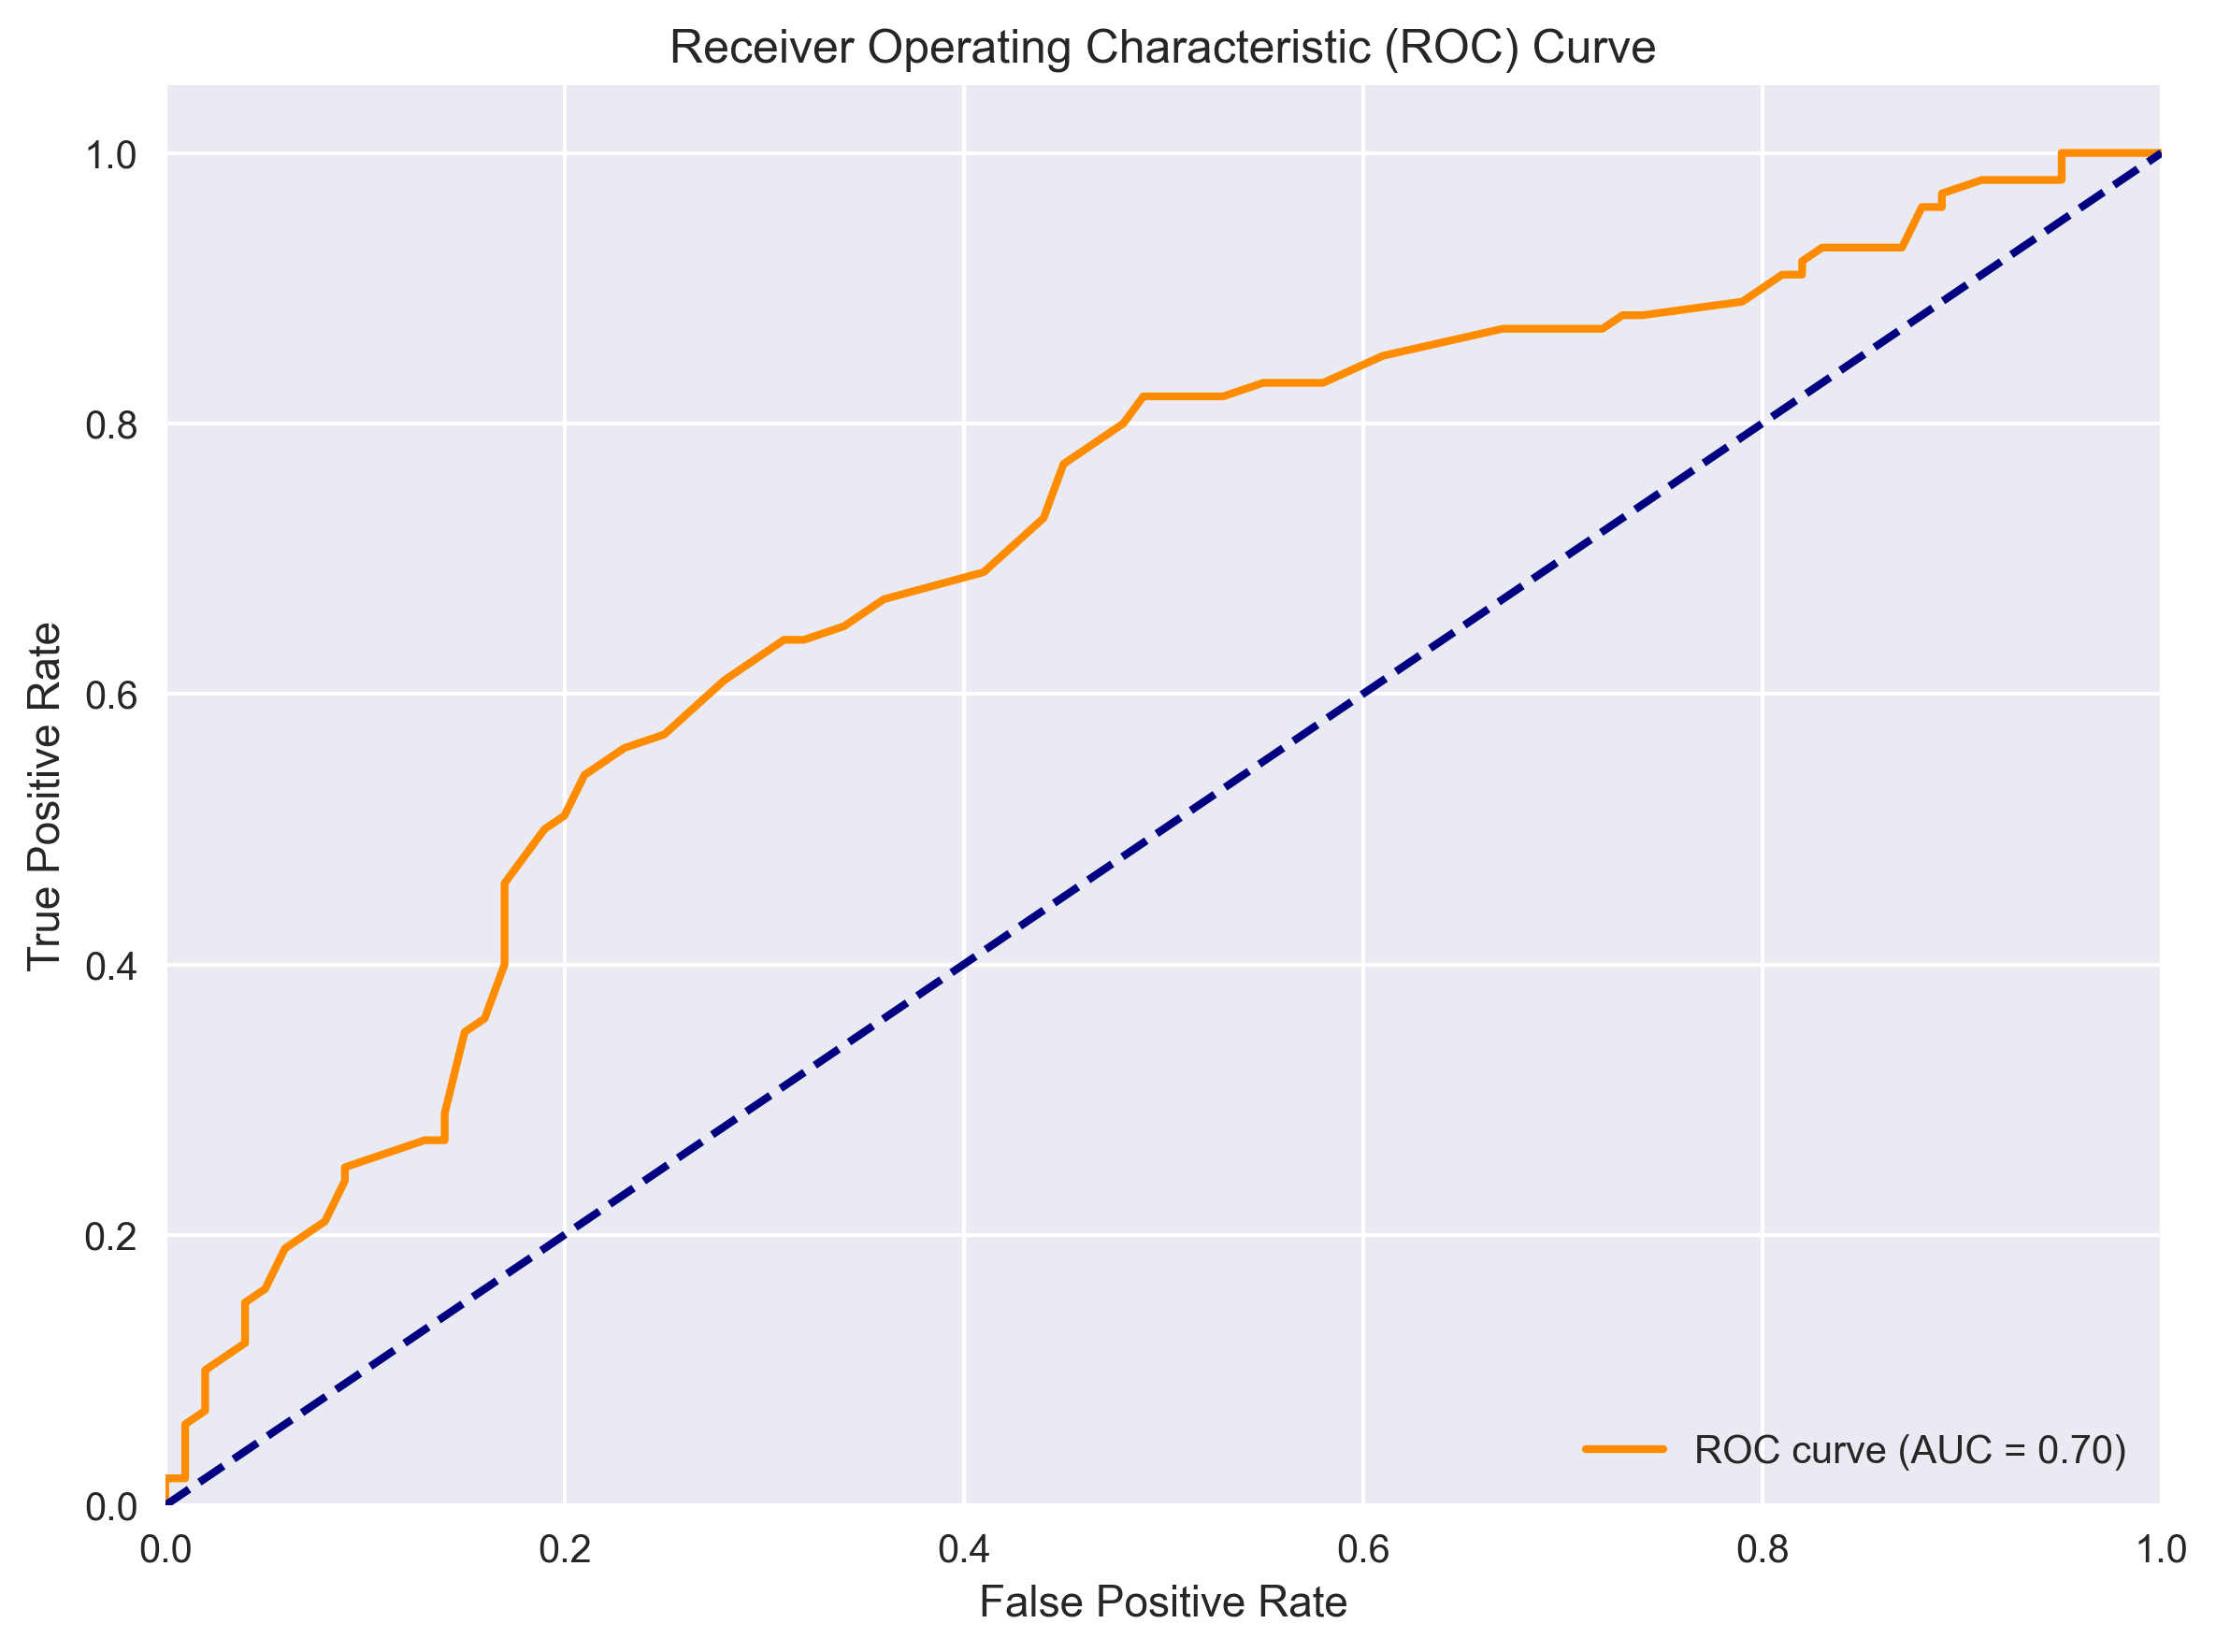 Receiver Operating Characteristic (ROC) Curve
True Positive Rate
1.0
0.8
0.6
0.4
0.2
0.0
0.0 0.2 0.4 0.6 0.8 1.0
False Positive Rate
ROC curve (AUC = 0.70)